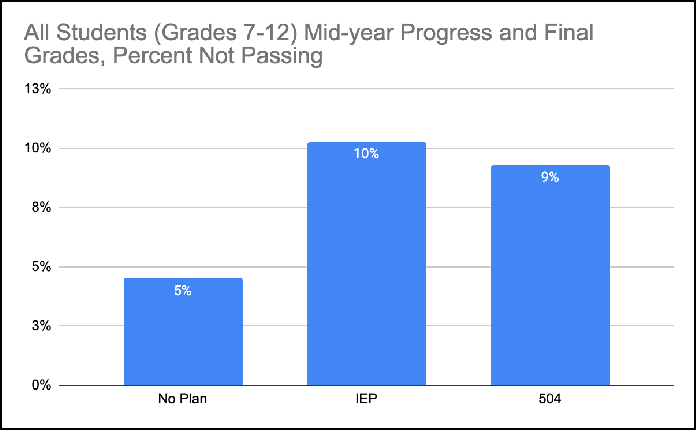 All Students (Grades 7-12) Mid-year Progress and Final
Grades, Percent Not Passing
13%
10%
8%
5%
3%
0%
5%
10%
9%
No Plan
IEP
504